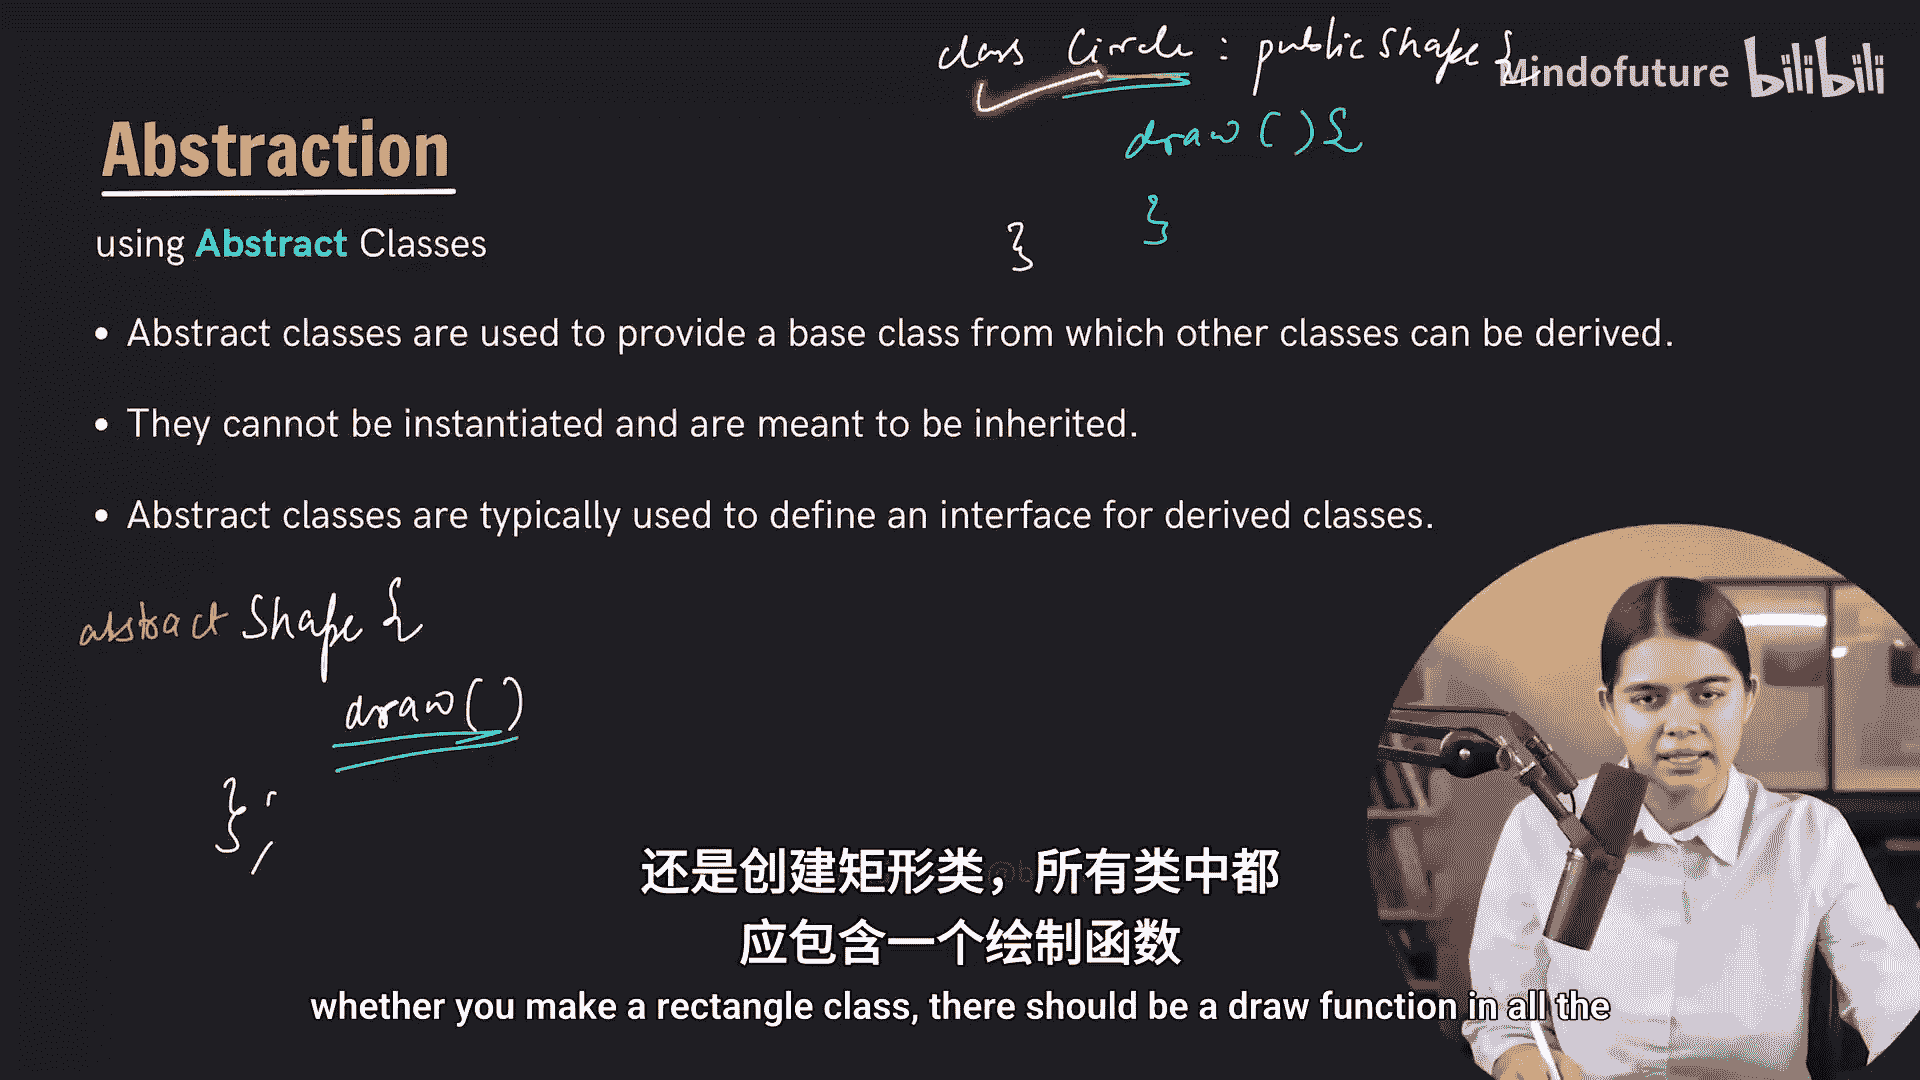 class Circle : public Shape {
Mindofuture bilibili
draw ( ) {
}
}
Abstraction
using Abstract Classes
• Abstract classes are used to provide a base class from which other classes can be derived.
• They cannot be instantiated and are meant to be inherited.
• Abstract classes are typically used to define an interface for derived classes.
abstract Shape {
draw ( )
} ;
还是创建矩形类，所有类中都
应包含一个绘制函数
whether you make a rectangle class, there should be a draw function in all the